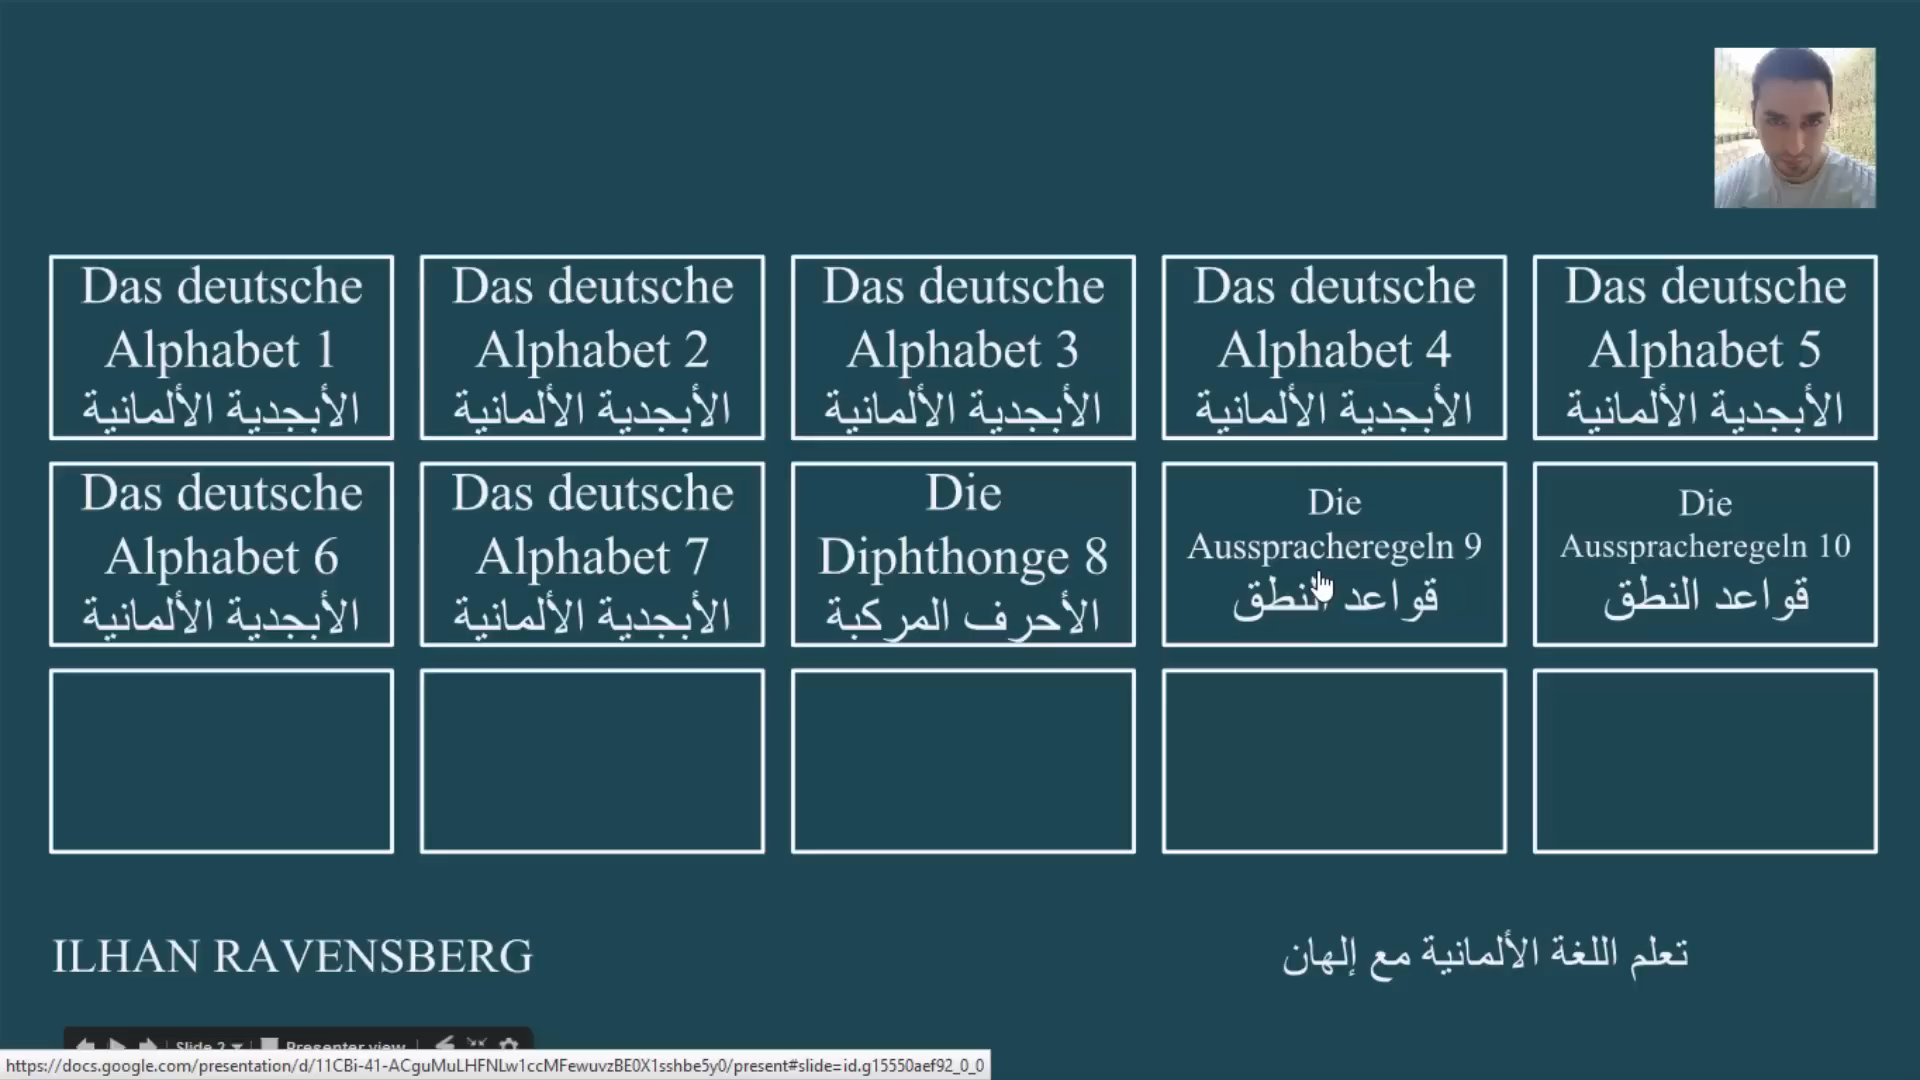 Das deutsche
Alphabet 1
الأبجدية الألمانية
Das deutsche
Alphabet 2
الأبجدية الألمانية
Das deutsche
Alphabet 3
الأبجدية الألمانية
Das deutsche
Alphabet 4
الأبجدية الألمانية
Das deutsche
Alphabet 5
الأبجدية الألمانية
Das deutsche
Alphabet 6
الأبجدية الألمانية
Das deutsche
Alphabet 7
الأبجدية الألمانية
Die
Diphthonge 8
الأحرف المركبة
Die
Ausspracheregeln 9
قواعد النطق
Die
Ausspracheregeln 10
قواعد النطق
ILHAN RAVENSBERG
تعلم اللغة الألمانية مع إلهان
Slide 2 Presenter view
https://docs.google.com/presentation/d/11CBi-41-ACguMuLHFNLw1ccMFewuvzBE0X1sshbe5y0/present#slide=id.g15550aef92_0_0